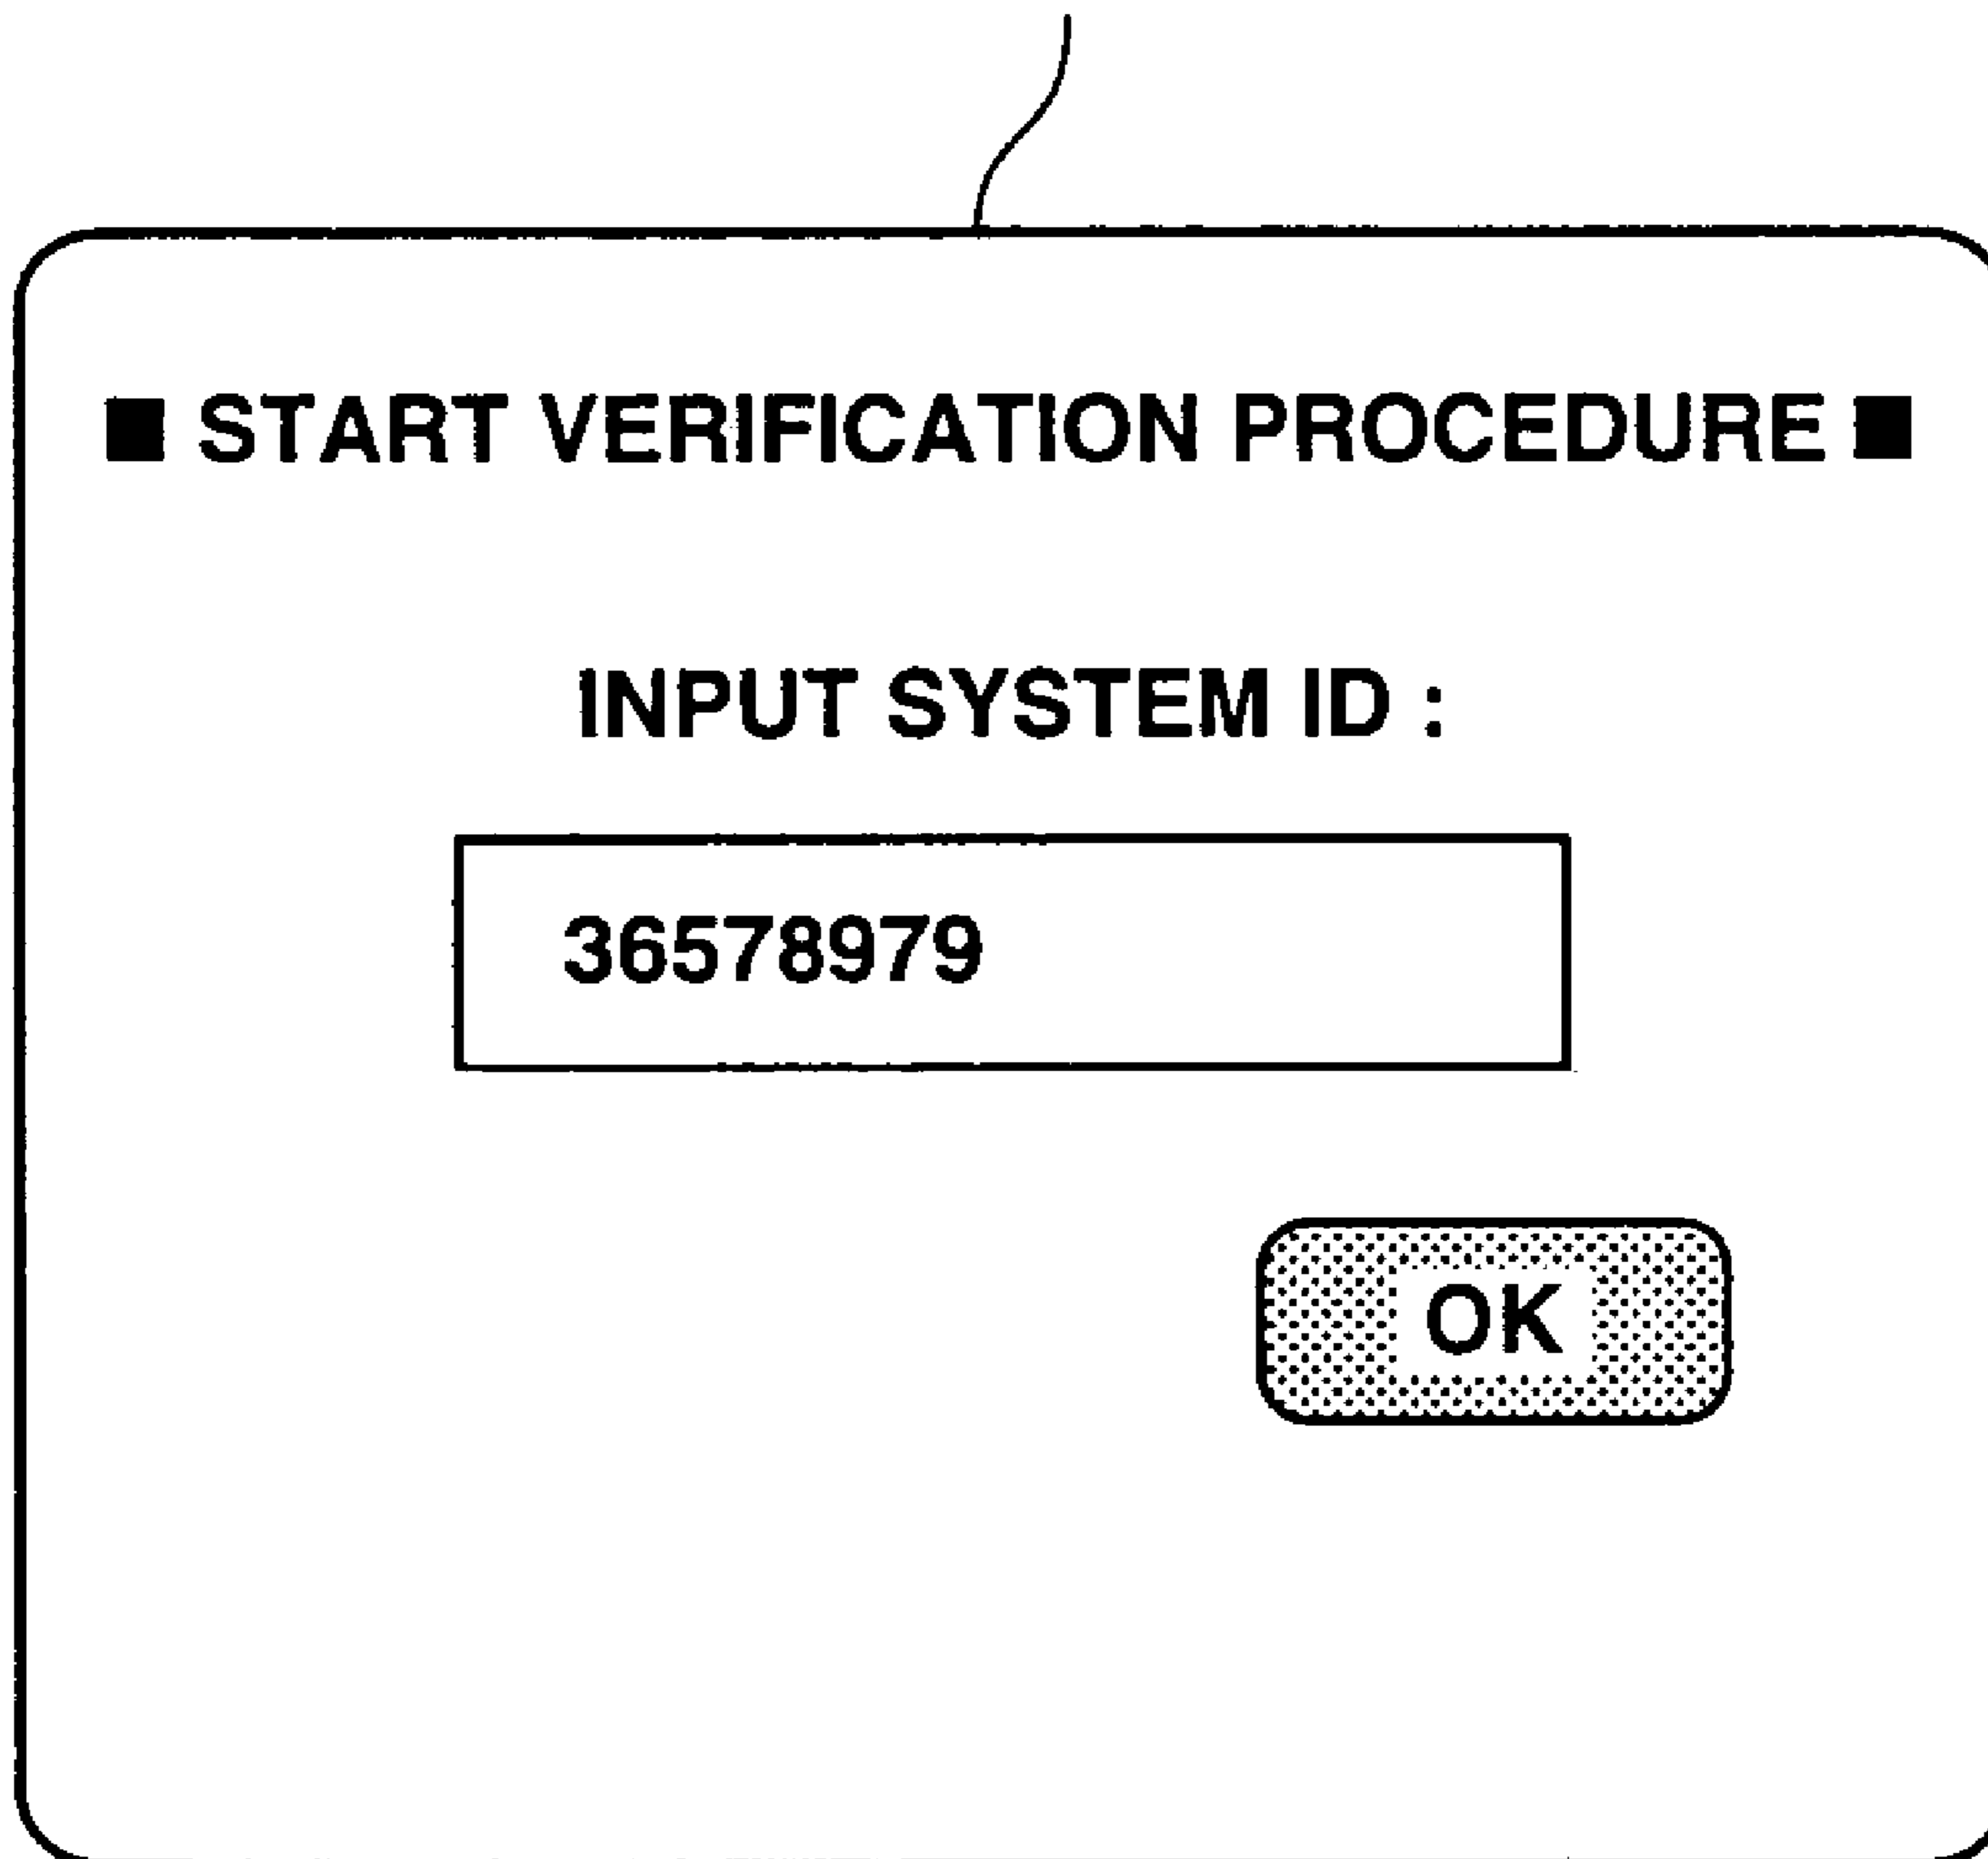 ■ START VERIFICATION PROCEDURE ■
INPUT SYSTEM ID :
36578979
OK